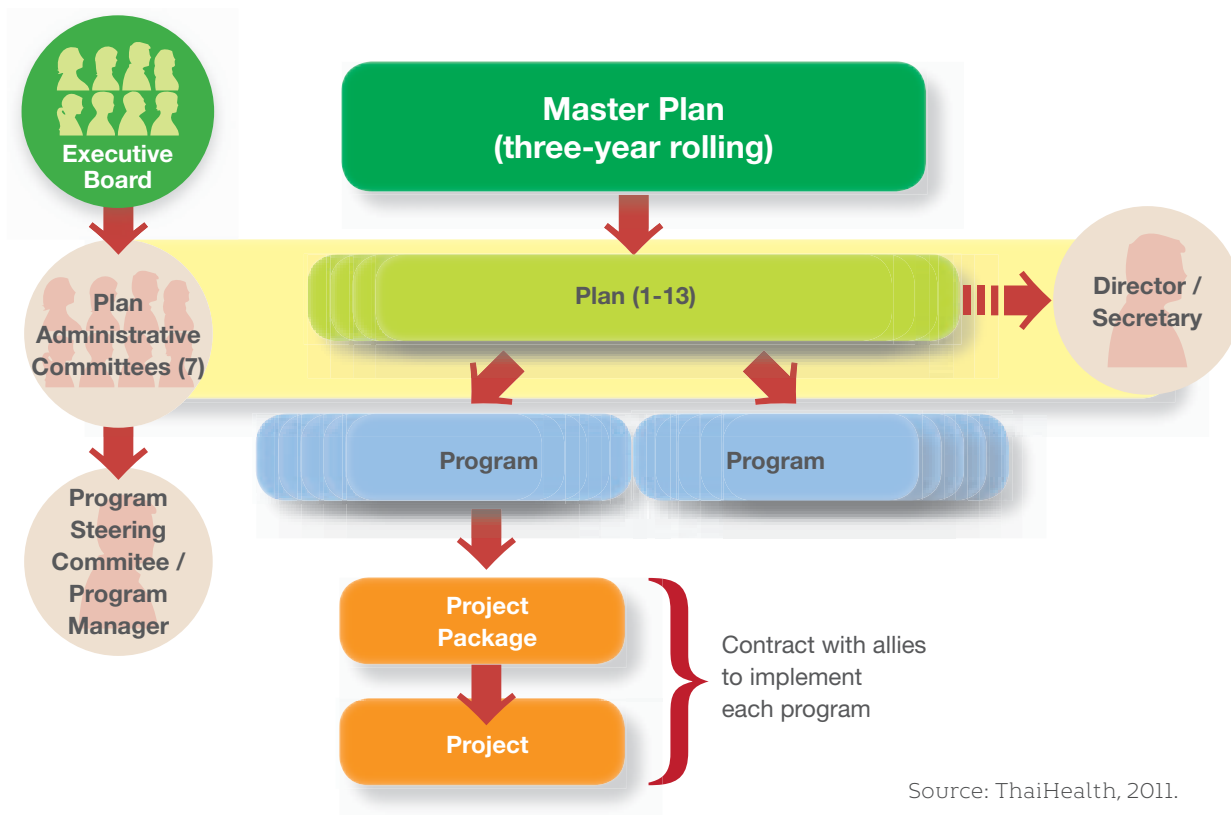 Executive
Board
Master Plan
(three-year rolling)
Plan
Administrative
Committees (7)
Plan (1-13)
Director /
Secretary
Program
Program
Program
Steering
Commitee /
Program
Manager
Project
Package
Project
Contract with allies
to implement
each program
Source: ThaiHealth, 2011.